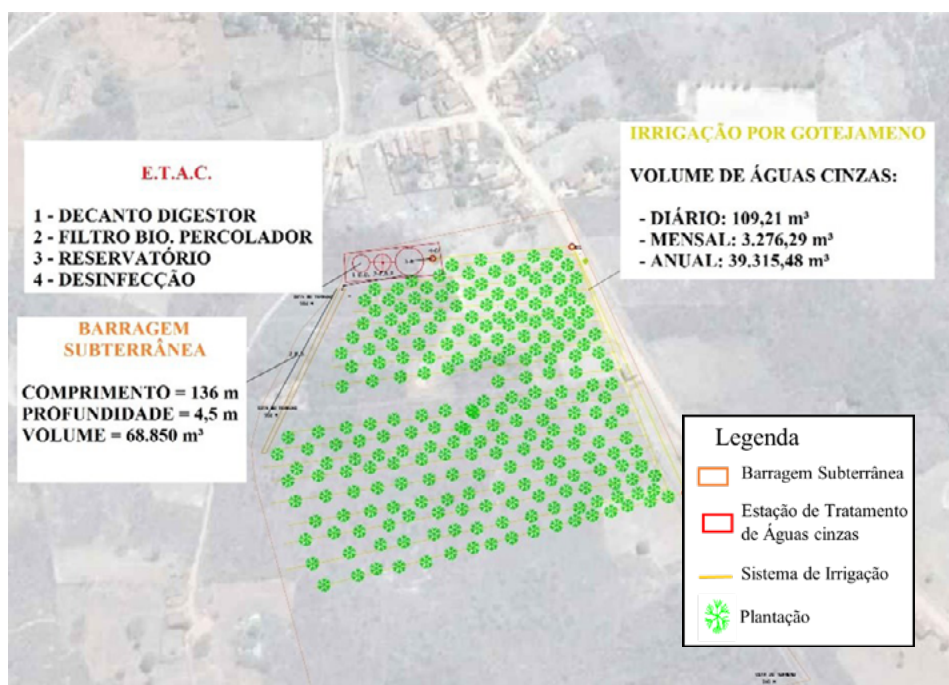 E.T.A.C.
1 - DECANTO DIGESTOR
2 - FILTRO BIO. PERCOLADOR
3 - RESERVATÓRIO
4 - DESINFECÇÃO
BARRAGEM
SUBTERRÂNEA
COMPRIMENTO = 136 m
PROFUNDIDADE = 4,5 m
VOLUME = 68.850 m³
IRRIGAÇÃO POR GOTEJAMENO
VOLUME DE ÁGUAS CINZAS:
- DIÁRIO: 109,21 m³
- MENSAL: 3.276,29 m³
- ANUAL: 39.315,48 m³
Legenda
Barragem Subterrânea
Estação de Tratamento
de Águas cinzas
Sistema de Irrigação
Plantação